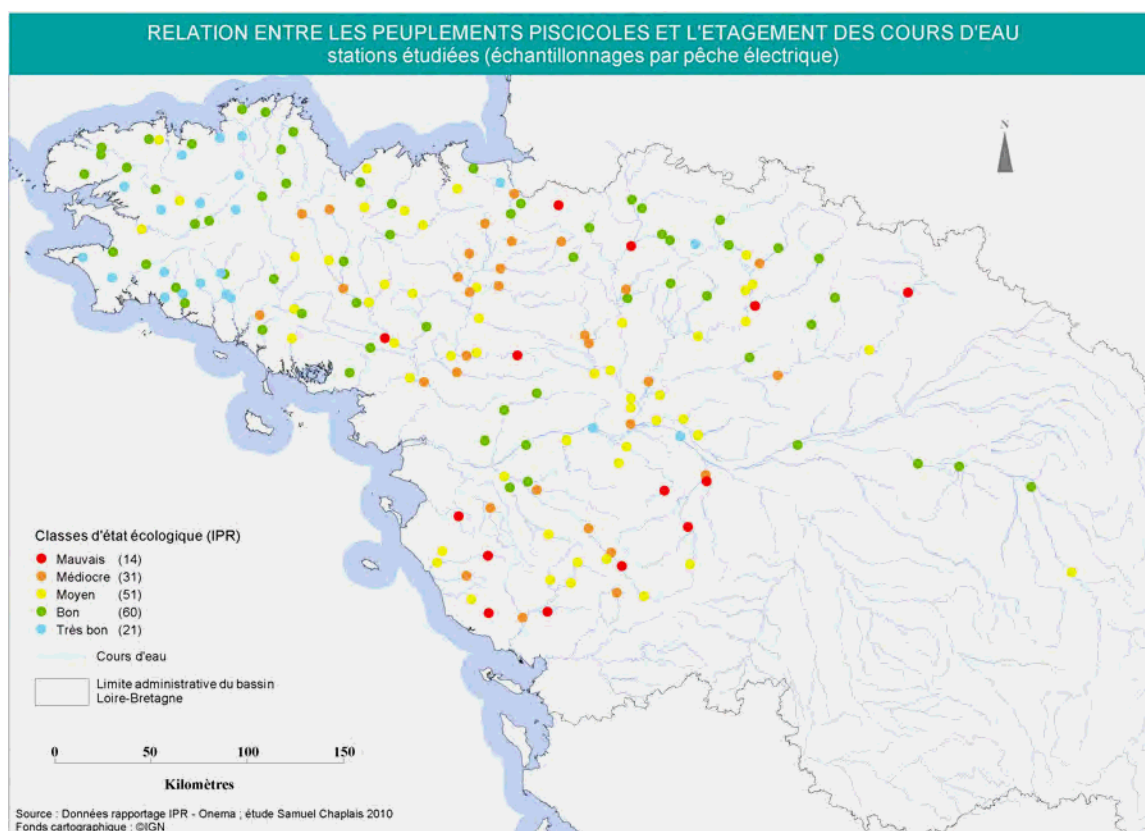 RELATION ENTRE LES PEUPLEMENTS PISCICOLES ET L'ETAGEMENT DES COURS D'EAU
stations étudiées (échantillonnages par pêche électrique)
N
Classes d'état écologique (IPR)
Mauvais (14)
Médiocre (31)
Moyen (51)
Bon (60)
Très bon (21)
Cours d'eau
Limite administrative du bassin
Loire-Bretagne
0 50 100 150
Kilomètres
Source : Données rapportage IPR - Onema ; étude Samuel Chaplais 2010
Fonds cartographique : ©IGN